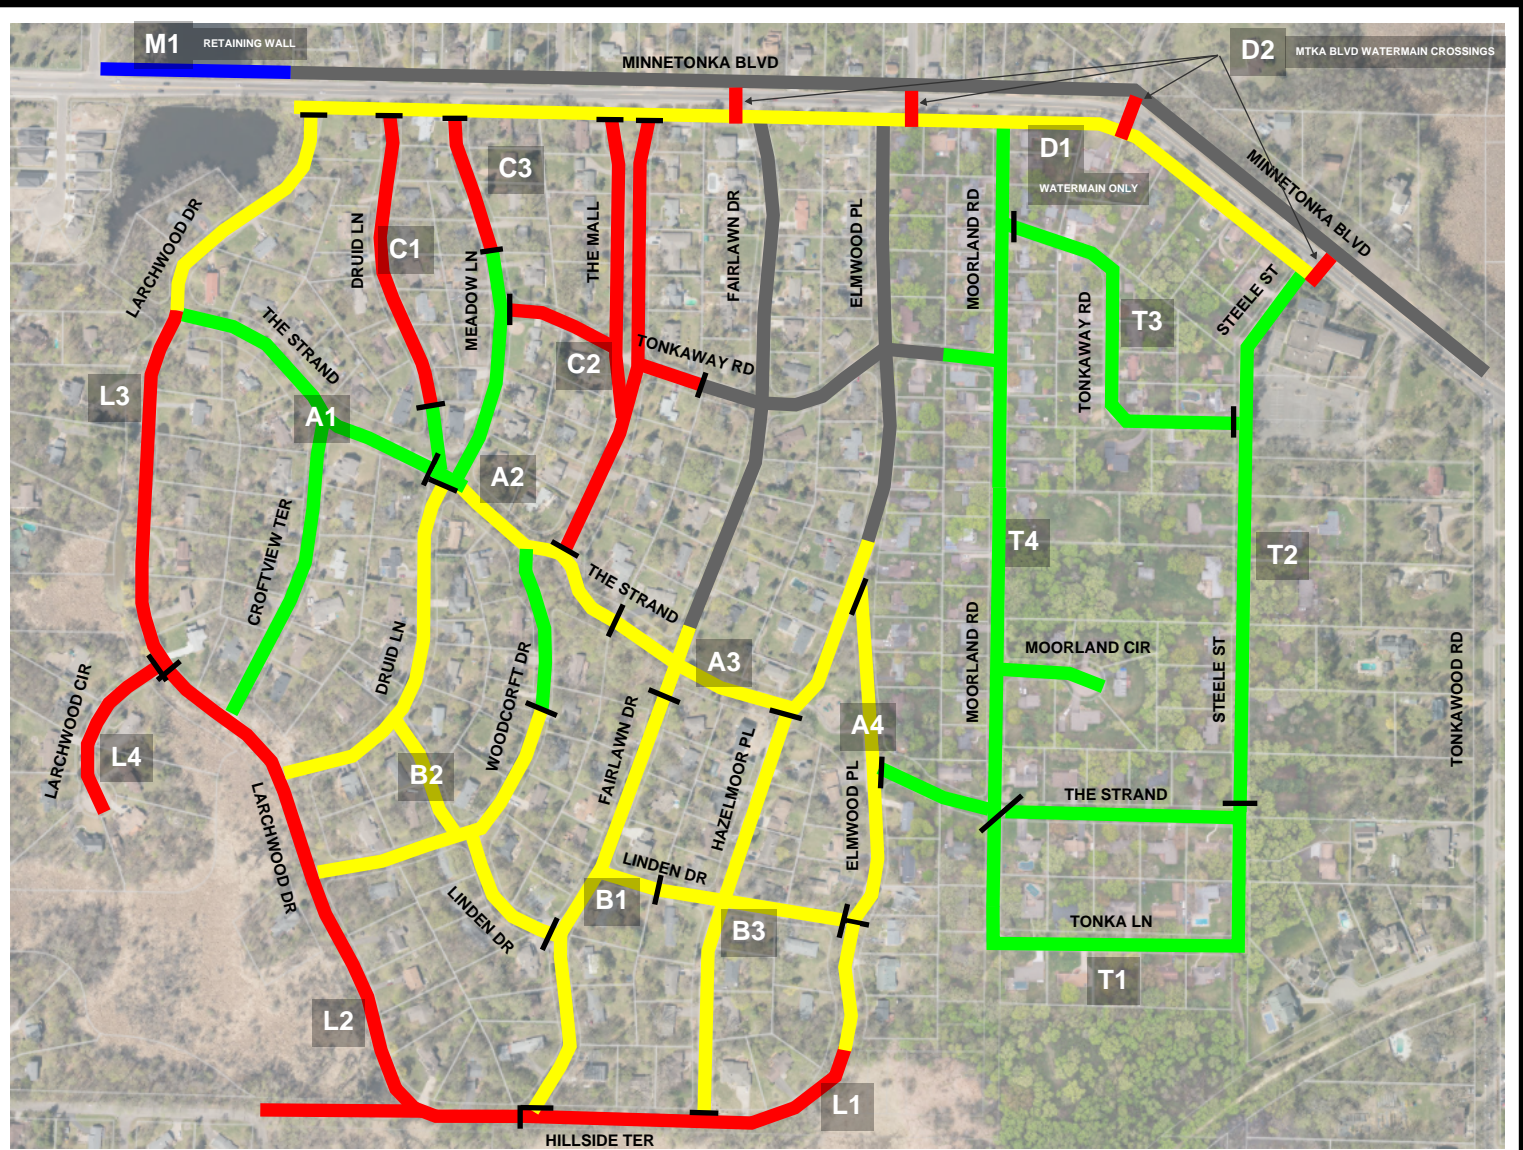 M1
RETAINING WALL
MINNETONKA BLVD
D2
MTKA BLVD WATERMAIN CROSSINGS
D1
WATERMAIN ONLY
MINNETONKA BLVD
C3
LARCHWOOD DR
DRUID LN
C1
MEADOW LN
THE MALL
FAIRLAWN DR
ELMWOOD PL
MOORLAND RD
TONKAWAY RD
T3
STEELE ST
THE STRAND
C2
TONKAWAY RD
L3
A1
A2
CROFTVIEW TER
T4
T2
THE STRAND
DRUID LN
WOODCORFT DR
A3
MOORLAND RD
MOORLAND CIR
STEELE ST
TONKAWOOD RD
LARCHWOOD CIR
L4
B2
FAIRLAWN DR
HAZELMOOR PL
A4
ELMWOOD PL
THE STRAND
LARCHWOOD DR
LINDEN DR
LINDEN DR
B1
B3
TONKA LN
T1
L2
L1
HILLSIDE TER